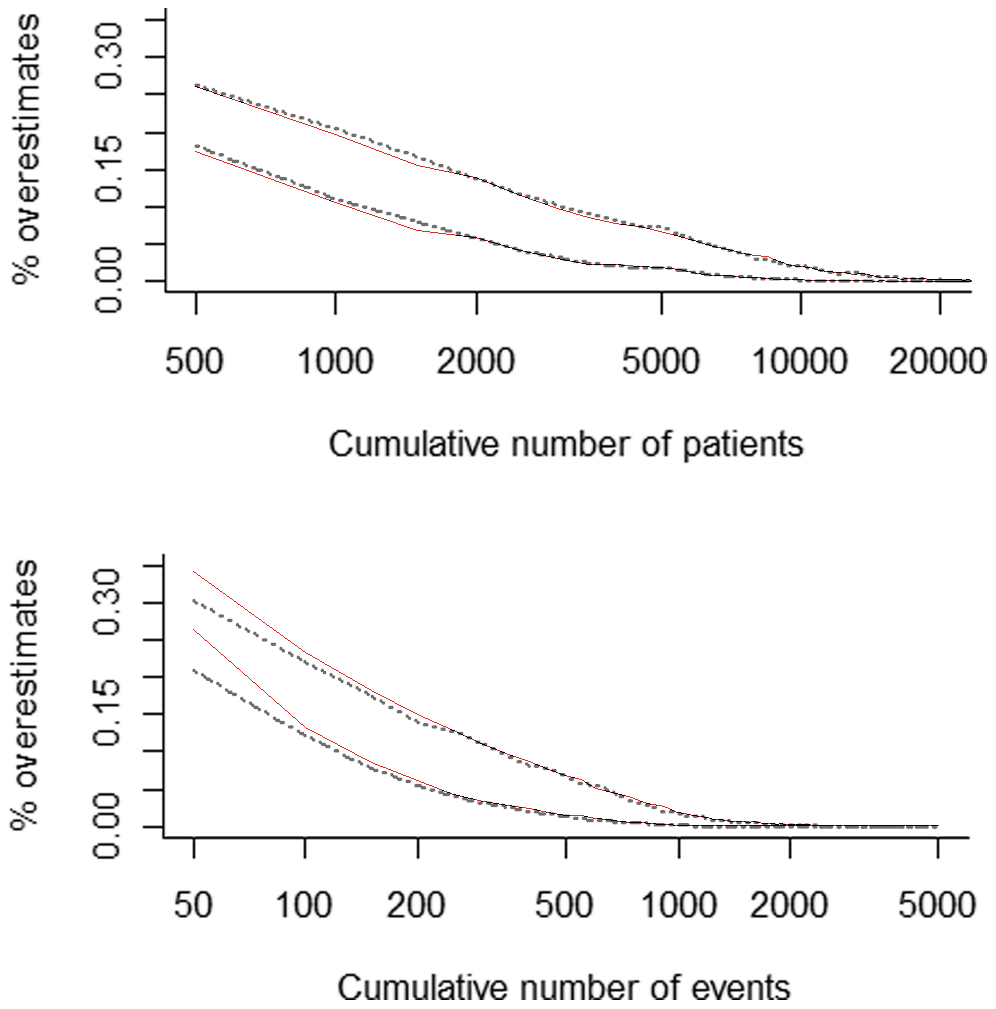 % overestimates
0.30
0.15
0.00
500 1000 2000 5000 10000 20000
Cumulative number of patients
% overestimates
0.30
0.15
0.00
50 100 200 500 1000 2000 5000
Cumulative number of events